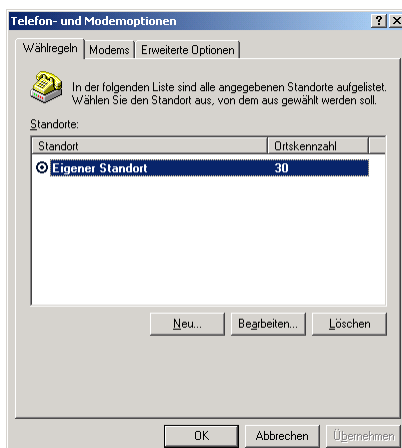 Telefon- und Modemoptionen
Wählregeln Modems Erweiterte Optionen
In der folgenden Liste sind alle angegebenen Standorte aufgelistet.
Wählen Sie den Standort aus, von dem aus gewählt werden soll.
Standorte:
Standort Ortskennzahl
Eigener Standort 30
Neu... Bearbeiten... Löschen
OK Abbrechen Übernehmen